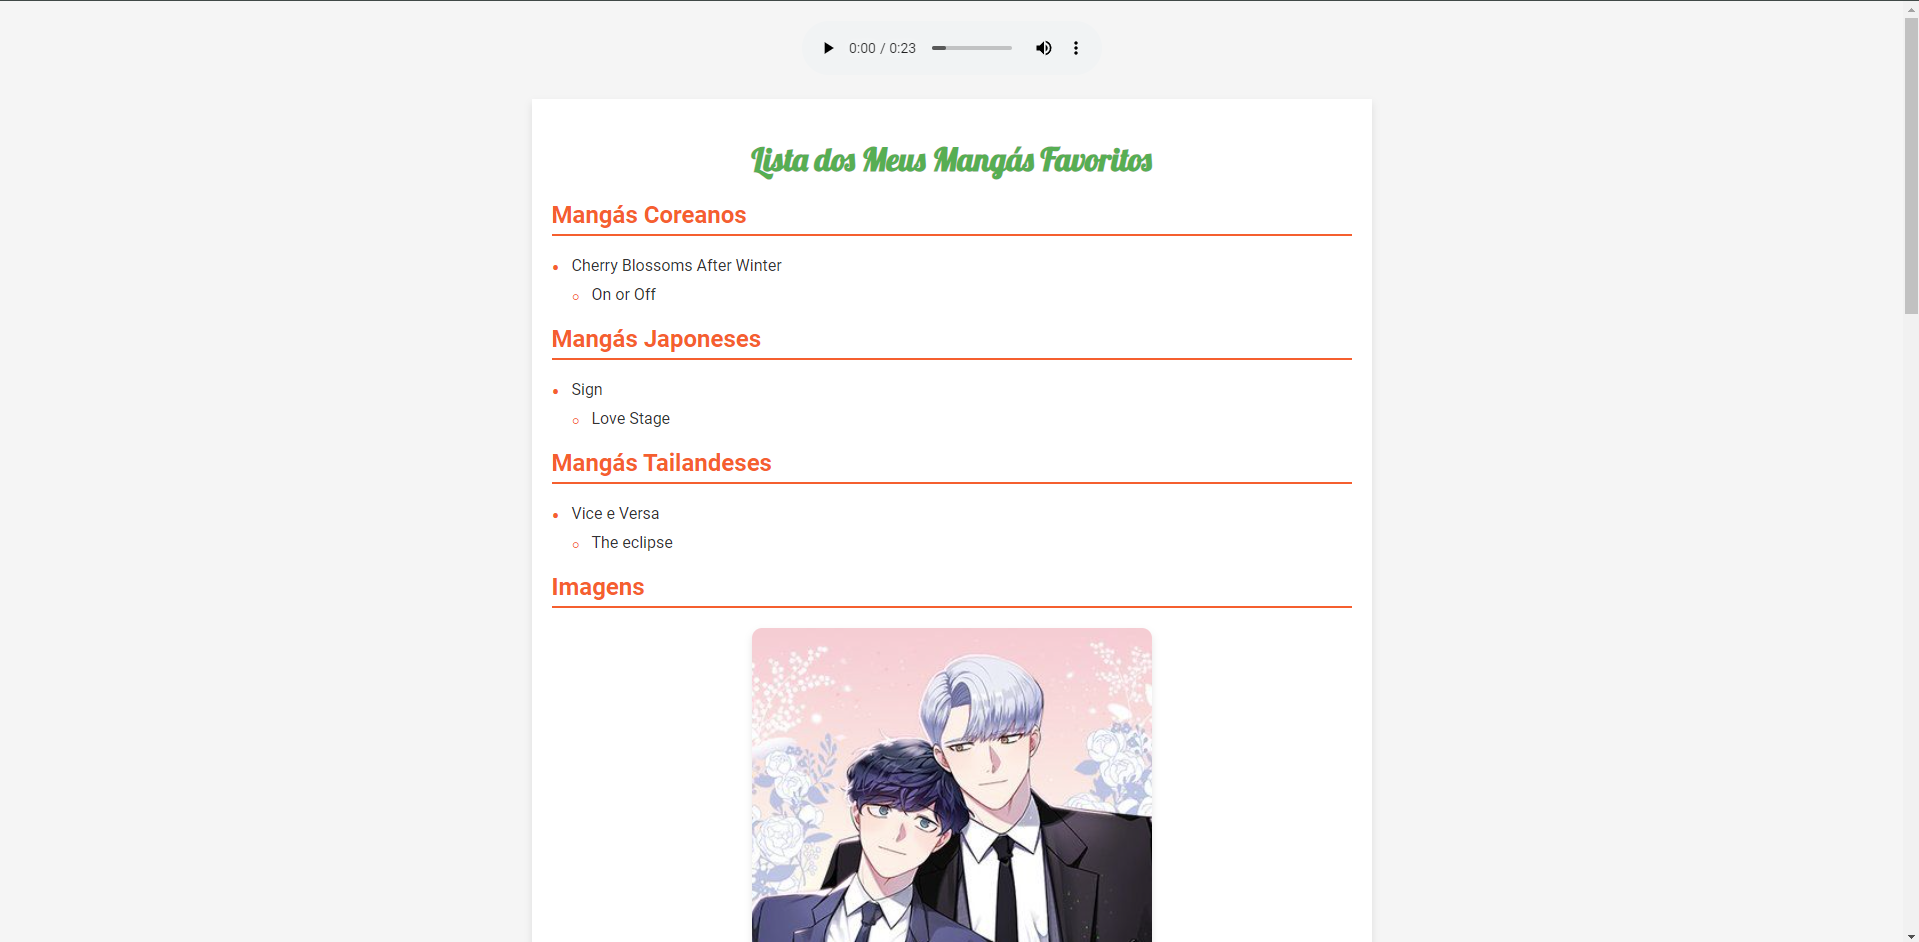 0:00 / 0:23
Lista dos Meus Mangás Favoritos
Mangás Coreanos
Cherry Blossoms After Winter
On or Off
Mangás Japoneses
Sign
Love Stage
Mangás Tailandeses
Vice e Versa
The eclipse
Imagens